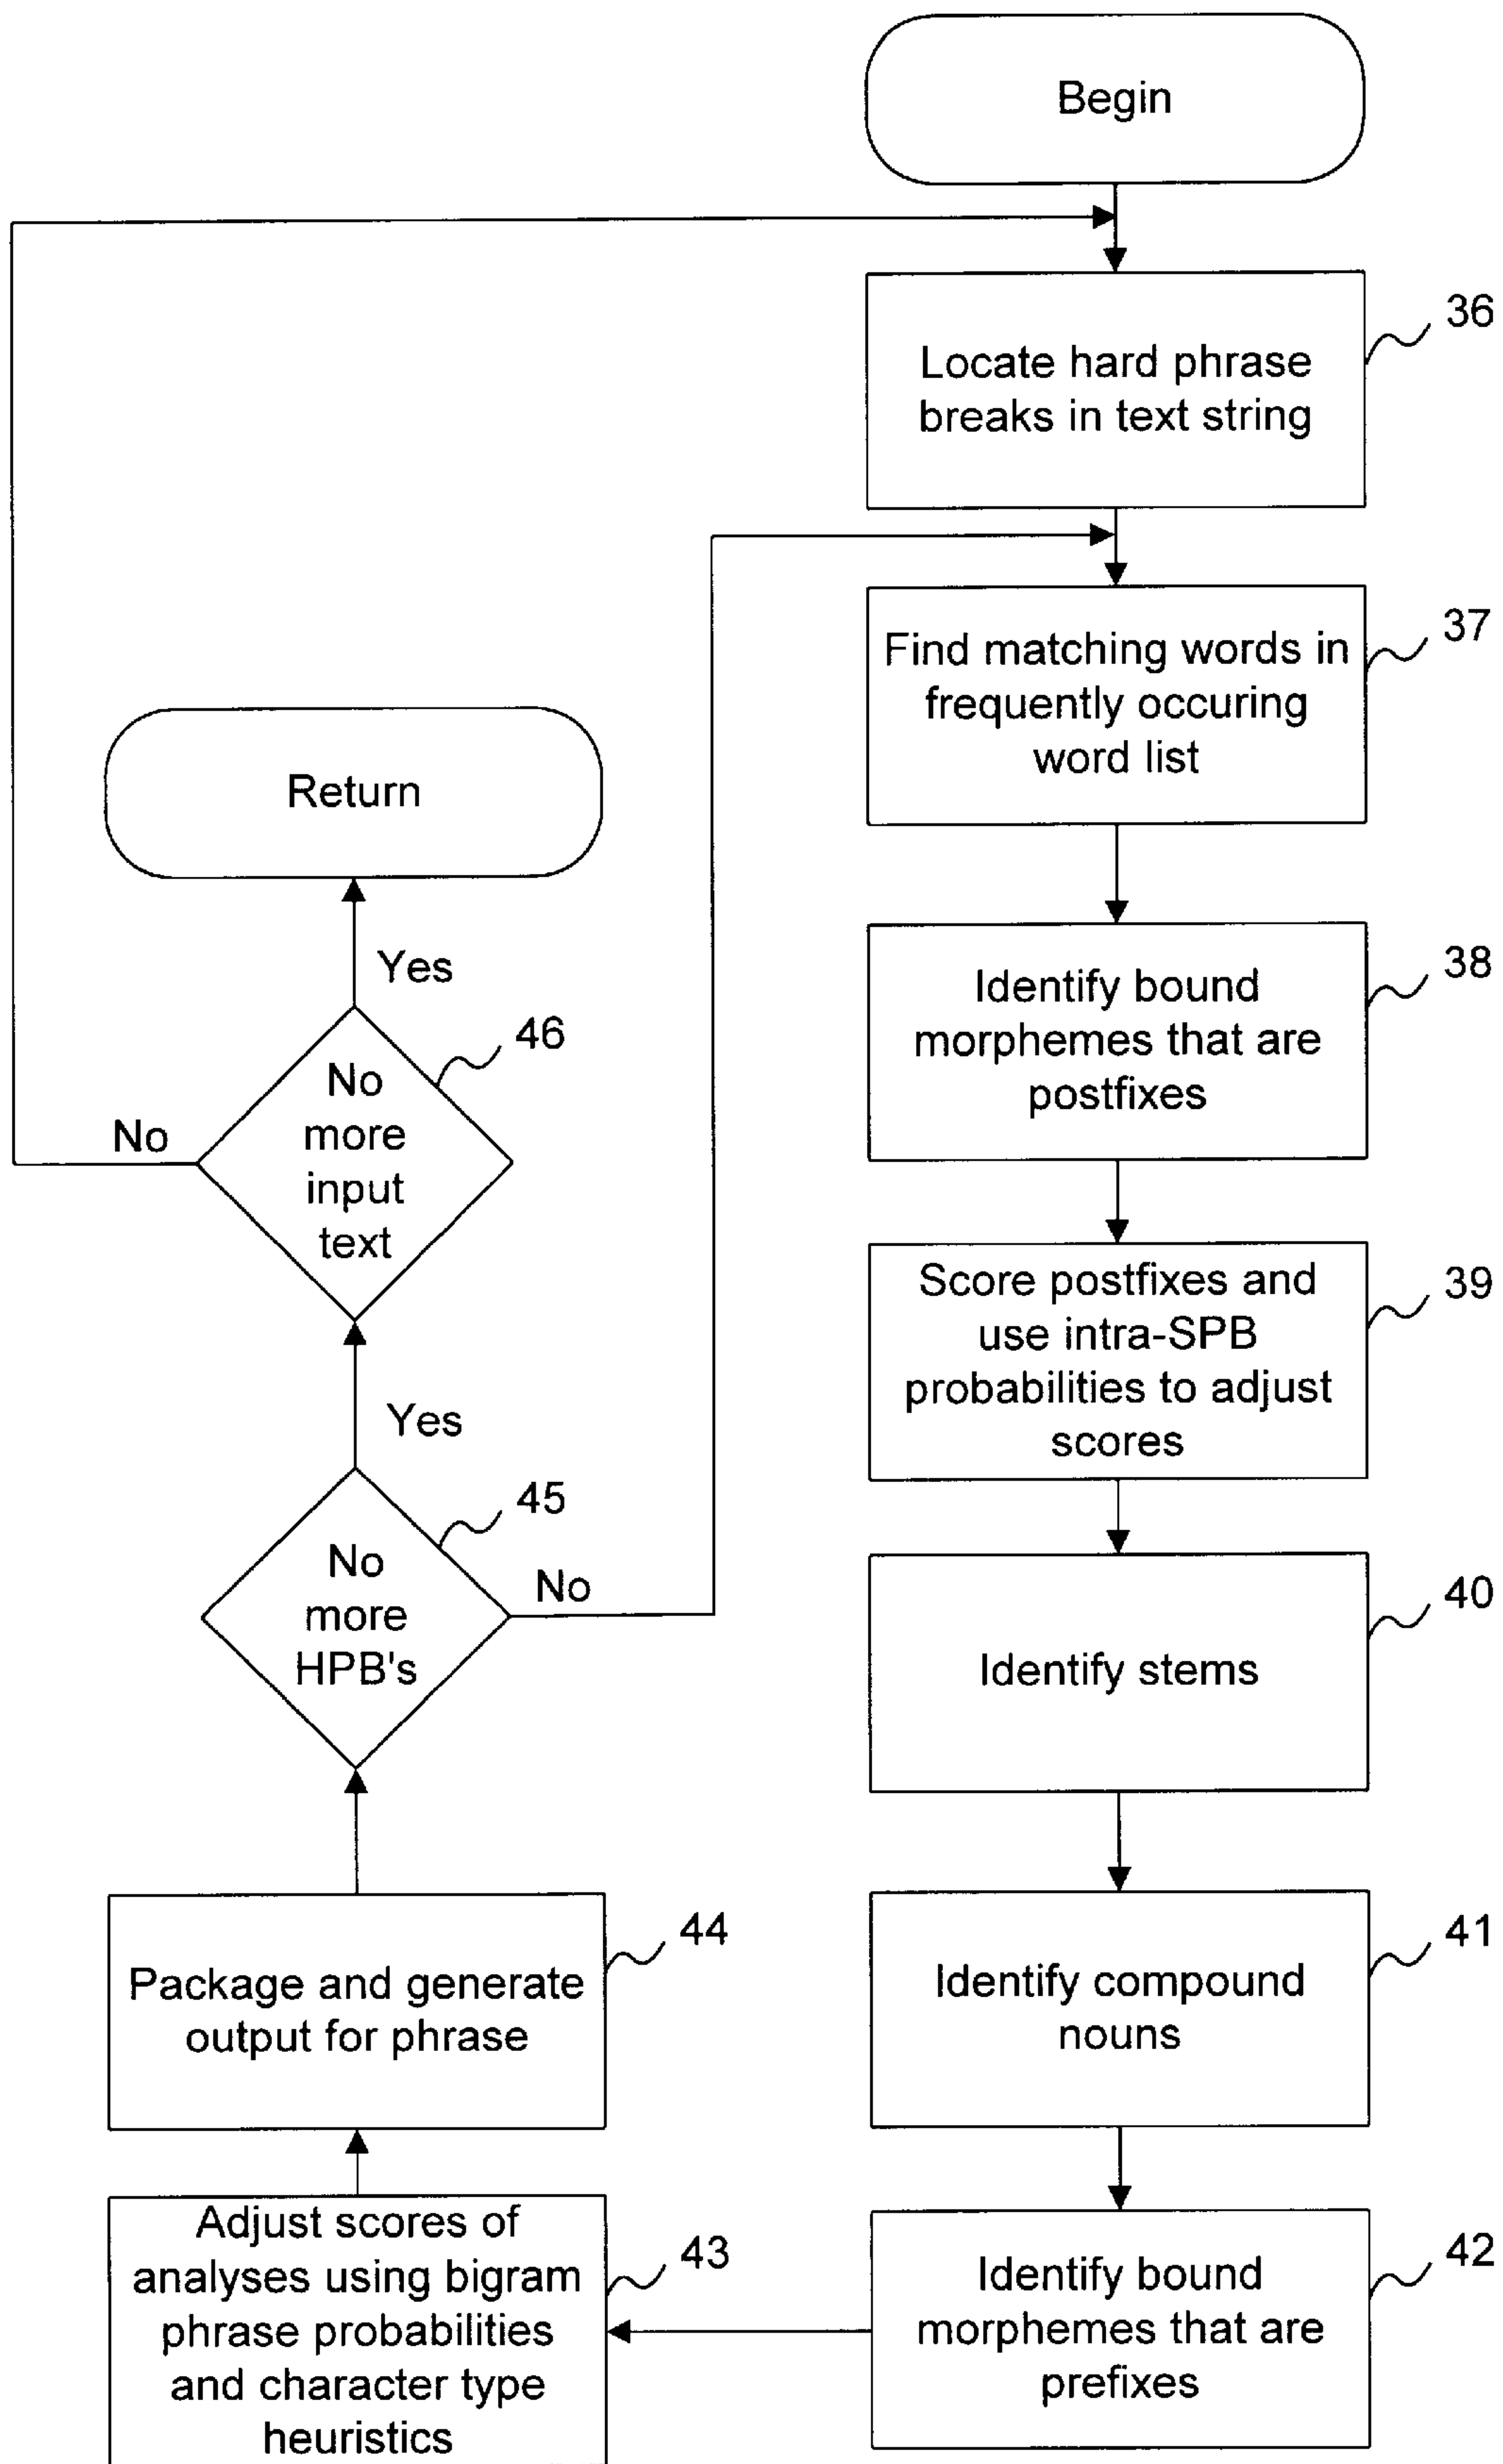 Begin
36
Locate hard phrase
breaks in text string
37
Find matching words in
frequently occuring
word list
38
Identify bound
morphemes that are
postfixes
39
Score postfixes and
use intra-SPB
probabilities to adjust
scores
40
Identify stems
41
Identify compound
nouns
42
Identify bound
morphemes that are
prefixes
43
Adjust scores of
analyses using bigram
phrase probabilities
and character type
heuristics
44
Package and generate
output for phrase
45
No
more
HPB's
No
Yes
46
No
more
input
text
No
Yes
Return